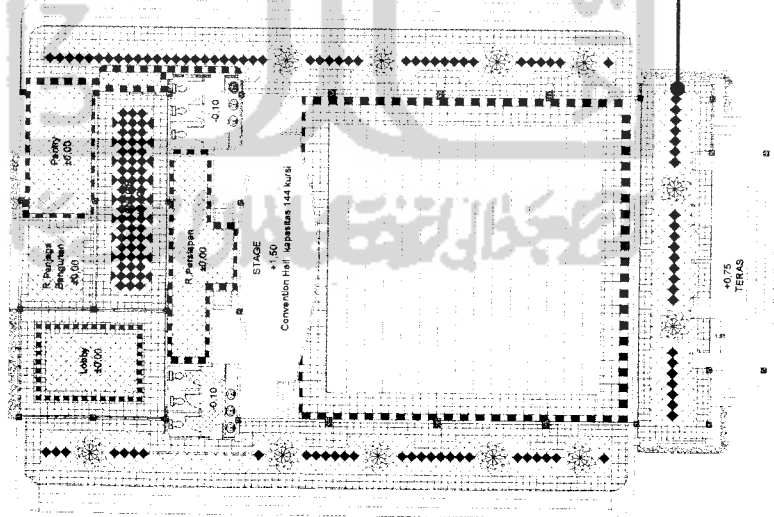 Pantry
±0.00
R.Penjaga
Bangunan
±0.00
Lobby
±0.00
R.Persiapan
±0.00
-0.10
-0.10
STAGE
+1.50
Convention Hall kapasitas 144 kursi
+0.75
TERAS